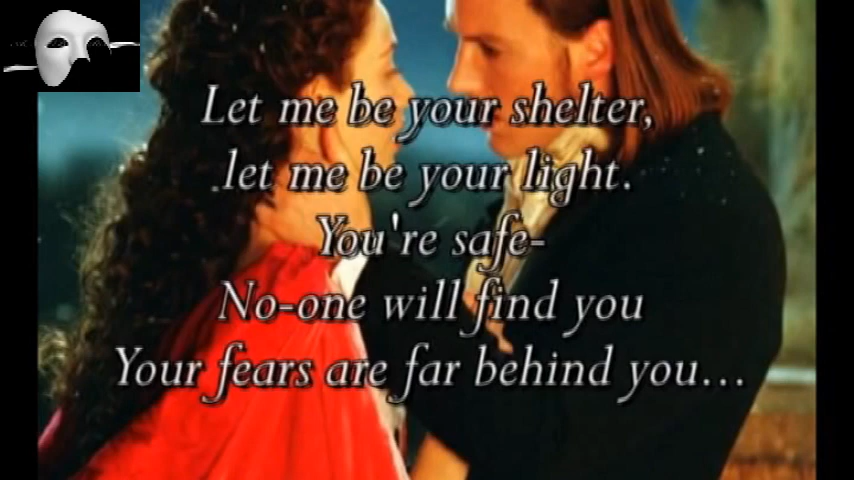 Let me be your shelter,
let me be your light.
You're safe-
No-one will find you
Your fears are far behind you...